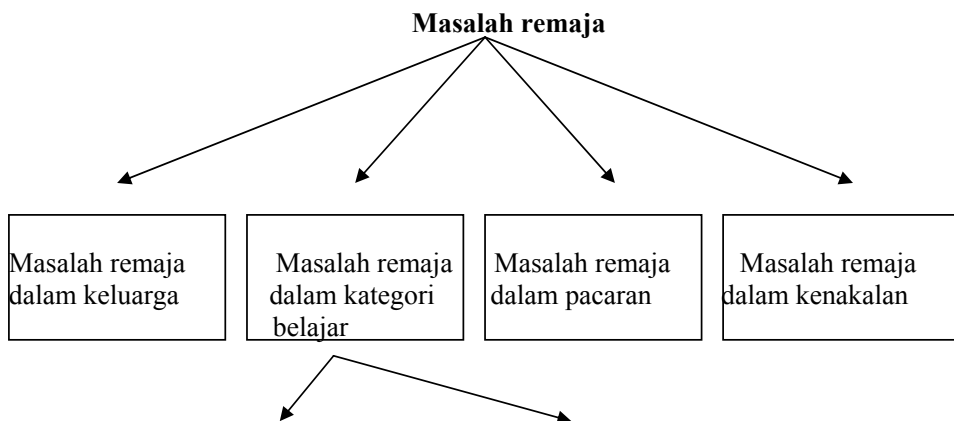 Masalah remaja
Masalah remaja
dalam keluarga
Masalah remaja
dalam kategori
belajar
Masalah remaja
dalam pacaran
Masalah remaja
dalam kenakalan